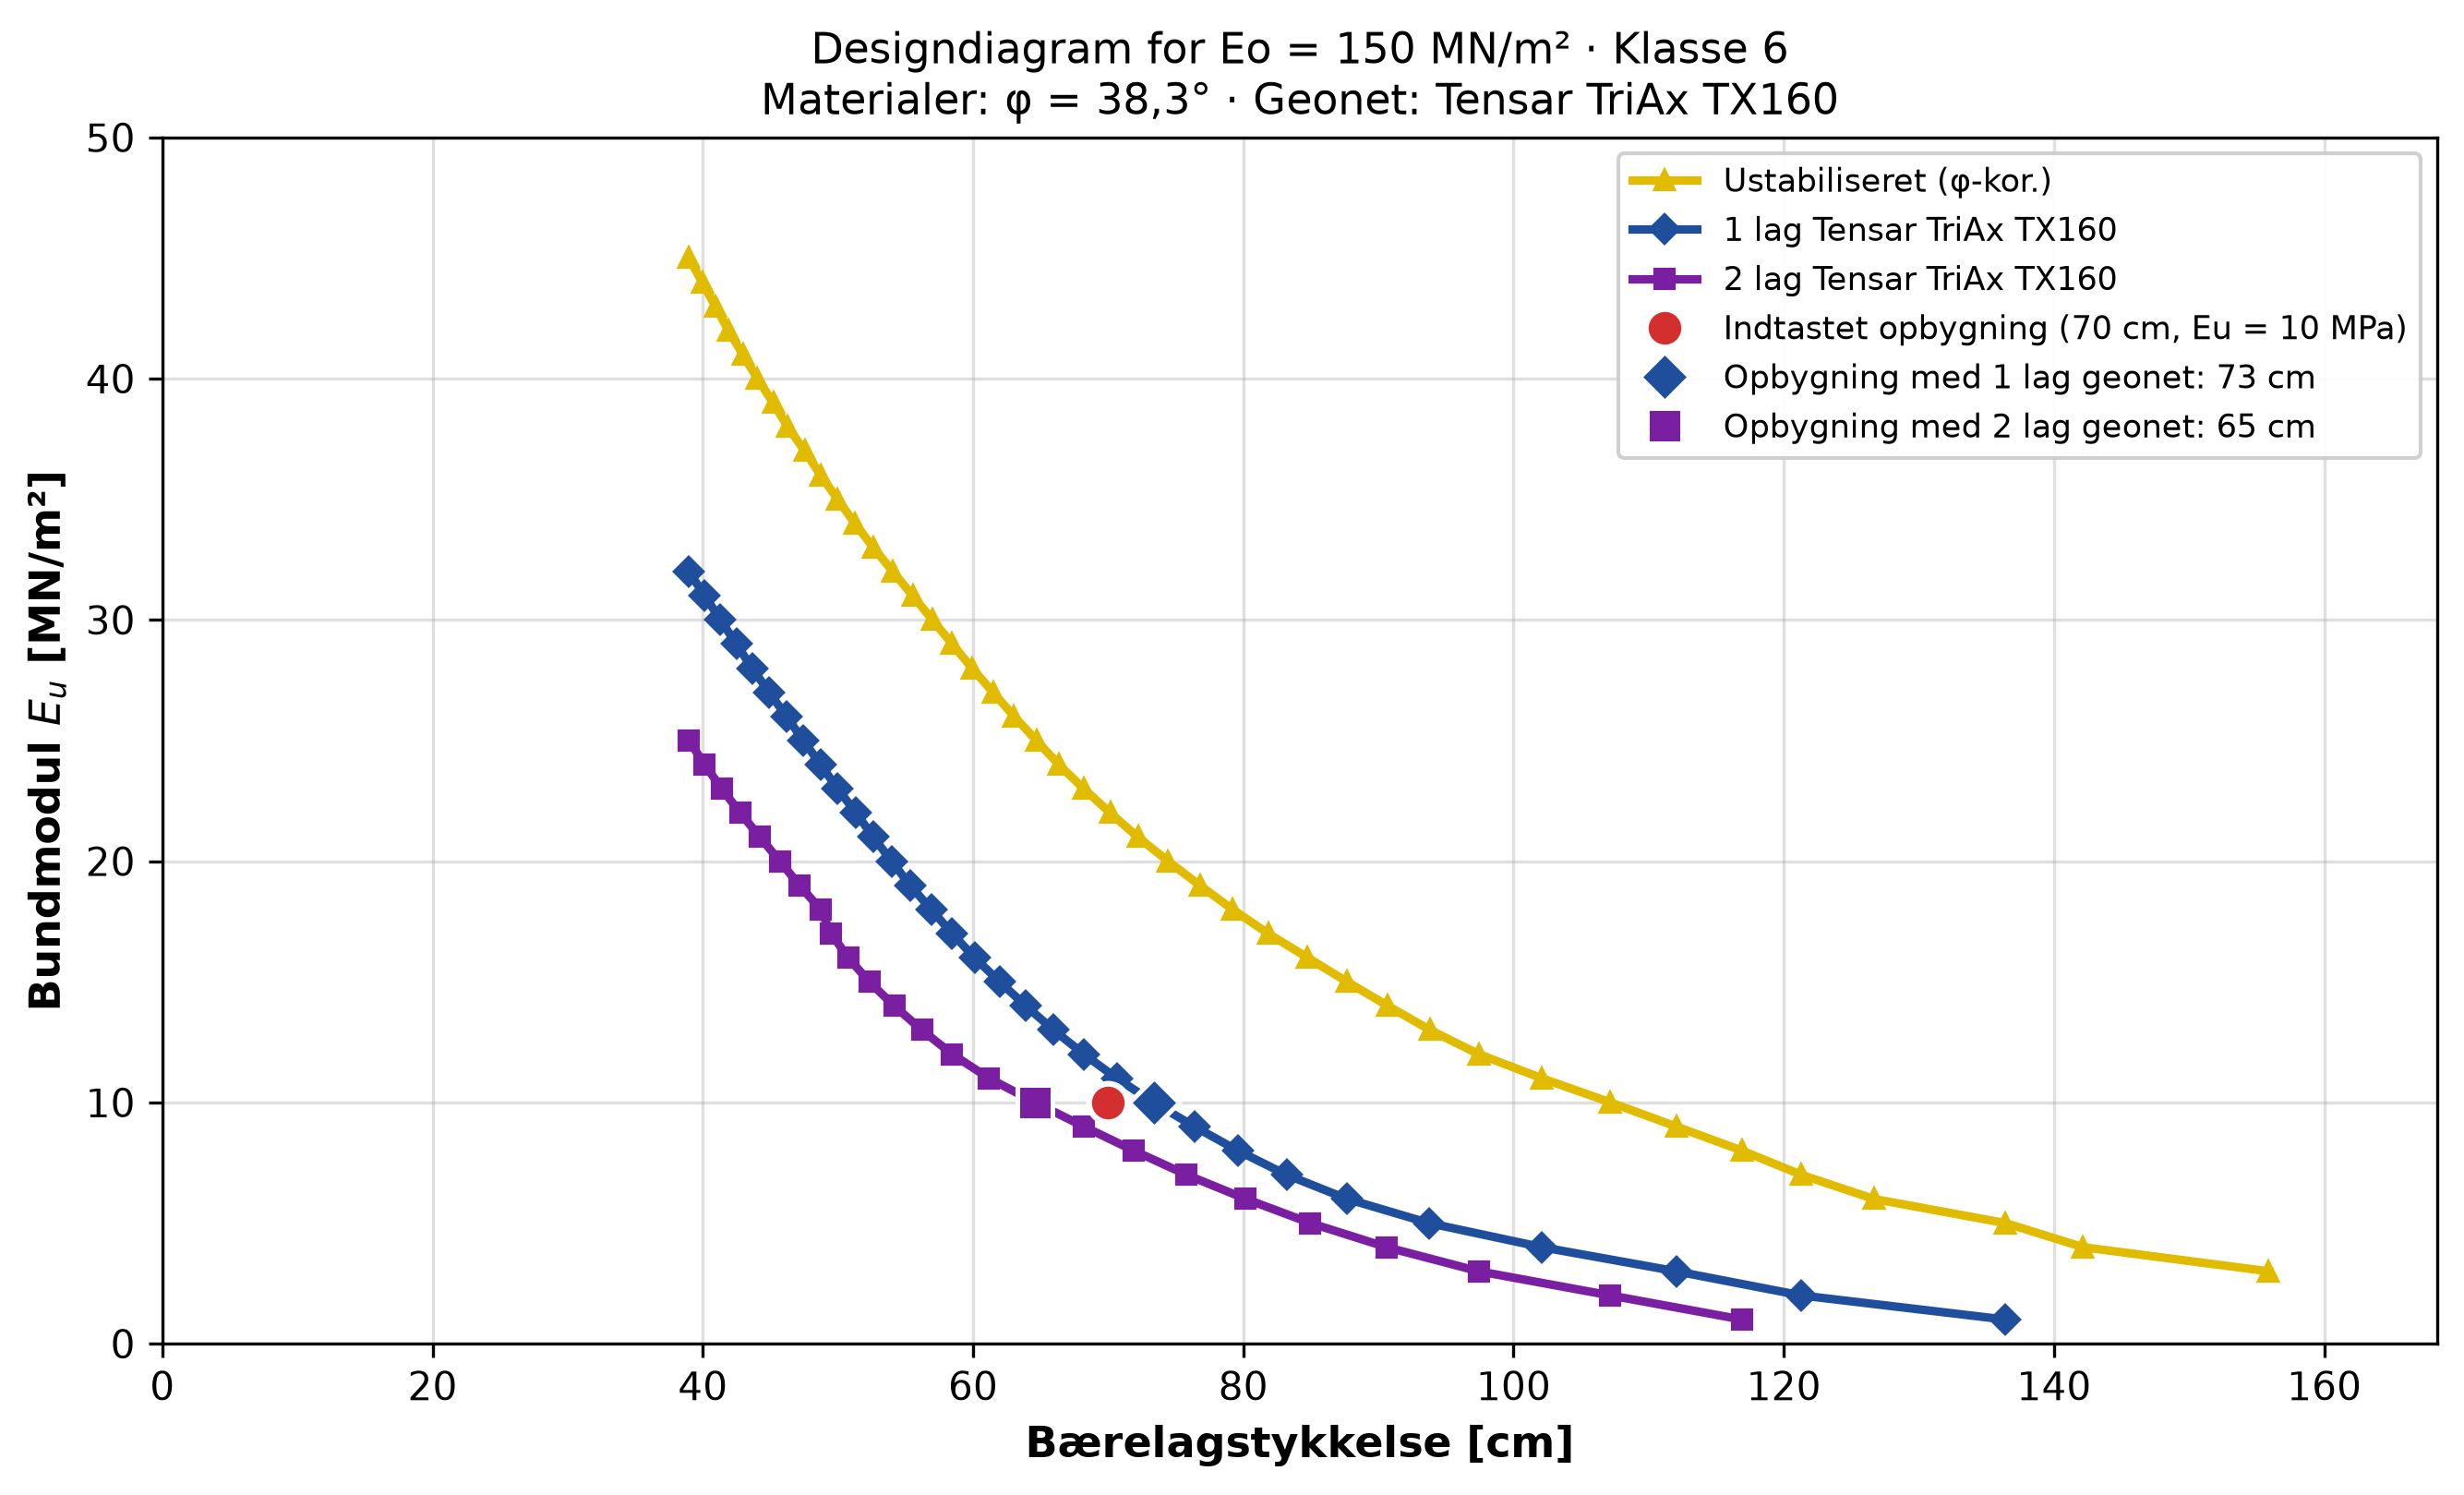 Designdiagram for Eo = 150 MN/m² · Klasse 6
Materialer: φ = 38,3° · Geonet: Tensar TriAx TX160
50
40
30
20
10
0
Bundmodul E_u [MN/m²]
Ustabiliseret (φ-kor.)
1 lag Tensar TriAx TX160
2 lag Tensar TriAx TX160
Indtastet opbygning (70 cm, Eu = 10 MPa)
Opbygning med 1 lag geonet: 73 cm
Opbygning med 2 lag geonet: 65 cm
0 20 40 60 80 100 120 140 160
Bærelagstykkelse [cm]